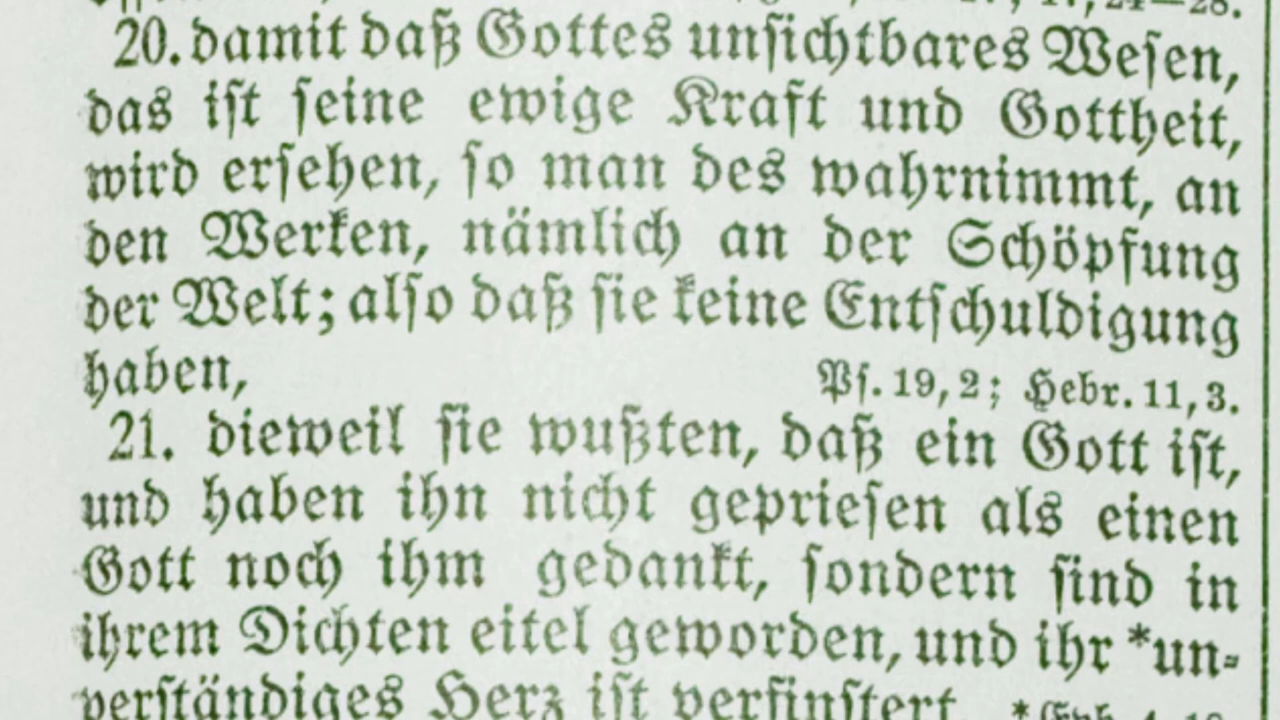 20. damit daß Gottes unsichtbares Wesen,
das ist seine ewige Kraft und Gottheit,
wird ersehen, so man des wahrnimmt, an
den Werken, nämlich an der Schöpfung
der Welt; also daß sie keine Entschuldigung
haben, Ps. 19, 2; Hebr. 11, 3.
21. dieweil sie wußten, daß ein Gott ist,
und haben ihn nicht gepriesen als einen
Gott noch ihm gedankt, sondern sind in
ihrem Dichten eitel geworden, und ihr *un-
verständiges Herz ist verfinstert.